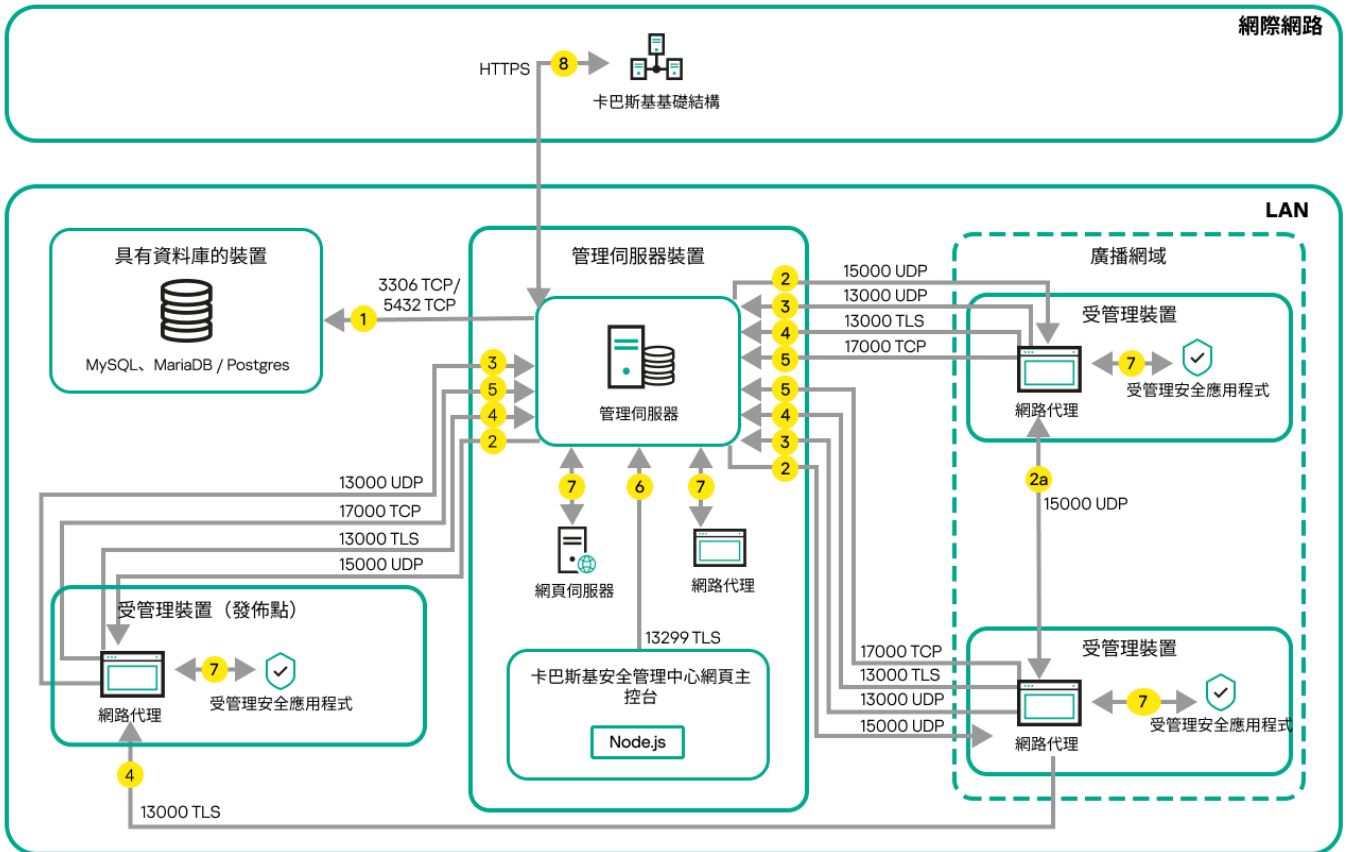 網際網路
HTTPS
8
卡巴斯基基礎結構
LAN
具有資料庫的裝置
MySQL、MariaDB / Postgres
3306 TCP/
5432 TCP
1
管理伺服器裝置
管理伺服器
廣播網域
2
15000 UDP
3
13000 UDP
4
13000 TLS
5
17000 TCP
受管理裝置
網路代理
7
受管理安全應用程式
3
5
4
2
5
4
3
2
13000 UDP
17000 TCP
13000 TLS
15000 UDP
7
6
7
2a
15000 UDP
網頁伺服器
網路代理
受管理裝置（發佈點）
網路代理
7
受管理安全應用程式
13299 TLS
卡巴斯基安全管理中心網頁主
控台
Node.js
17000 TCP
13000 TLS
13000 UDP
15000 UDP
受管理裝置
網路代理
7
受管理安全應用程式
4
13000 TLS